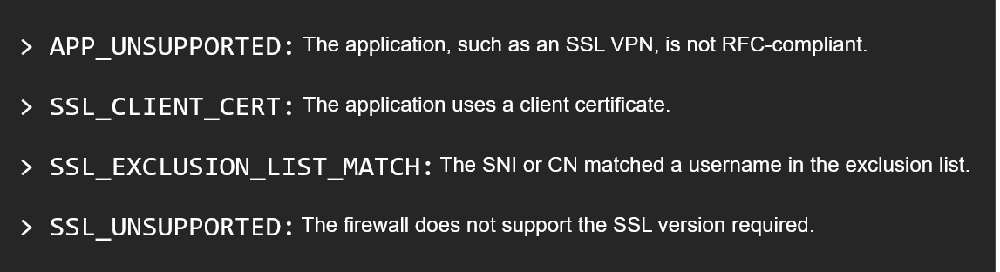 > APP_UNSUPPORTED: The application, such as an SSL VPN, is not RFC-compliant.
> SSL_CLIENT_CERT: The application uses a client certificate.
> SSL_EXCLUSION_LIST_MATCH: The SNI or CN matched a username in the exclusion list.
> SSL_UNSUPPORTED: The firewall does not support the SSL version required.